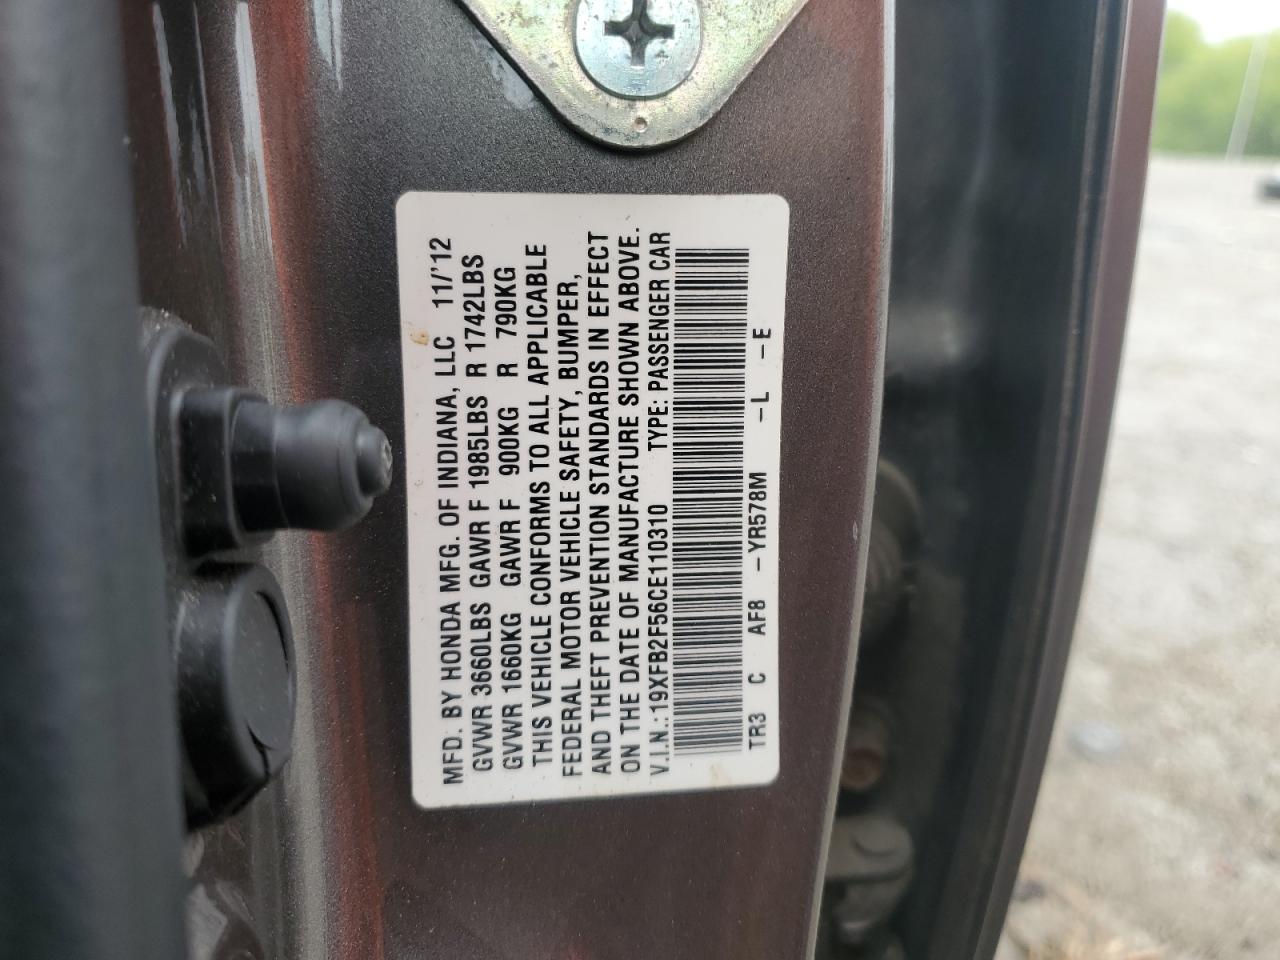 MFD. BY HONDA MFG. OF INDIANA, LLC 11/'12
GVWR 3660LBS GAWR F 1985LBS R 1742LBS
GVWR 1660KG GAWR F 900KG R 790KG
THIS VEHICLE CONFORMS TO ALL APPLICABLE
FEDERAL MOTOR VEHICLE SAFETY, BUMPER,
AND THEFT PREVENTION STANDARDS IN EFFECT
ON THE DATE OF MANUFACTURE SHOWN ABOVE.
V.I.N.: 19XFB2F56CE110310 TYPE: PASSENGER CAR
TR3 C AF8 -YR578M -L -E